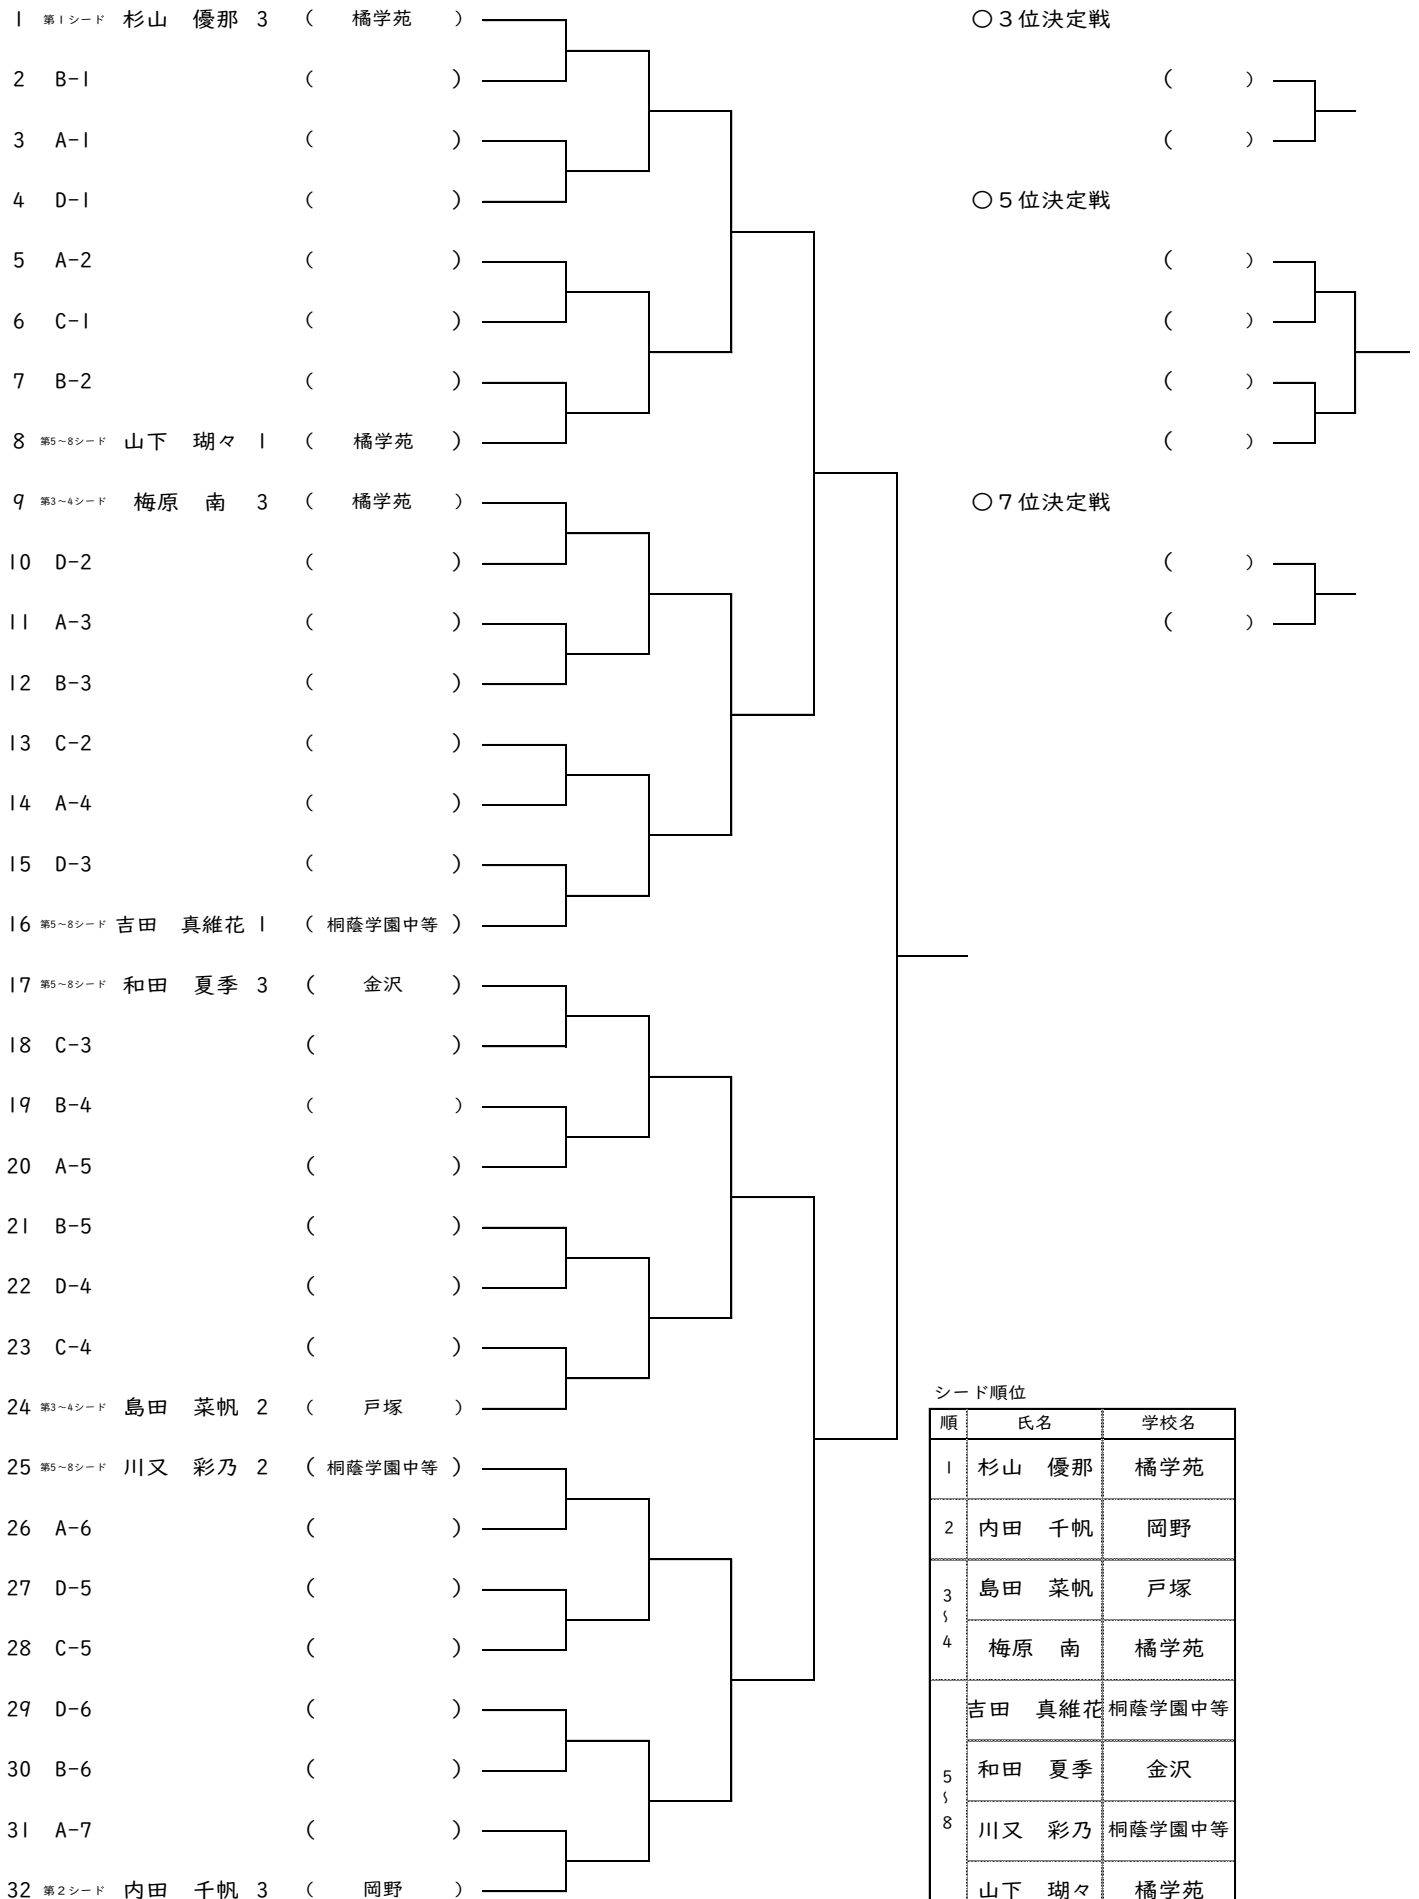 1 第1シード 杉山　優那 3 （ 橘学苑 ）
2 B-1 （ ）
3 A-1 （ ）
4 D-1 （ ）
5 A-2 （ ）
6 C-1 （ ）
7 B-2 （ ）
8 第5~8シード 山下　瑚々 1 （ 橘学苑 ）
9 第3~4シード 梅原　南 3 （ 橘学苑 ）
10 D-2 （ ）
11 A-3 （ ）
12 B-3 （ ）
13 C-2 （ ）
14 A-4 （ ）
15 D-3 （ ）
16 第5~8シード 吉田　真維花 1 （ 桐蔭学園中等 ）
17 第5~8シード 和田　夏季 3 （ 金沢 ）
18 C-3 （ ）
19 B-4 （ ）
20 A-5 （ ）
21 B-5 （ ）
22 D-4 （ ）
23 C-4 （ ）
24 第3~4シード 島田　菜帆 2 （ 戸塚 ）
25 第5~8シード 川又　彩乃 2 （ 桐蔭学園中等 ）
26 A-6 （ ）
27 D-5 （ ）
28 C-5 （ ）
29 D-6 （ ）
30 B-6 （ ）
31 A-7 （ ）
32 第2シード 内田　千帆 3 （ 岡野 ）
〇３位決定戦
（ ）
（ ）
〇５位決定戦
（ ）
（ ）
（ ）
（ ）
〇７位決定戦
（ ）
（ ）
シード順位
順 氏名 学校名
1 杉山　優那 橘学苑
2 内田　千帆 岡野
3～4 島田　菜帆 戸塚
梅原　南 橘学苑
5～8 吉田　真維花 桐蔭学園中等
和田　夏季 金沢
川又　彩乃 桐蔭学園中等
山下　瑚々 橘学苑